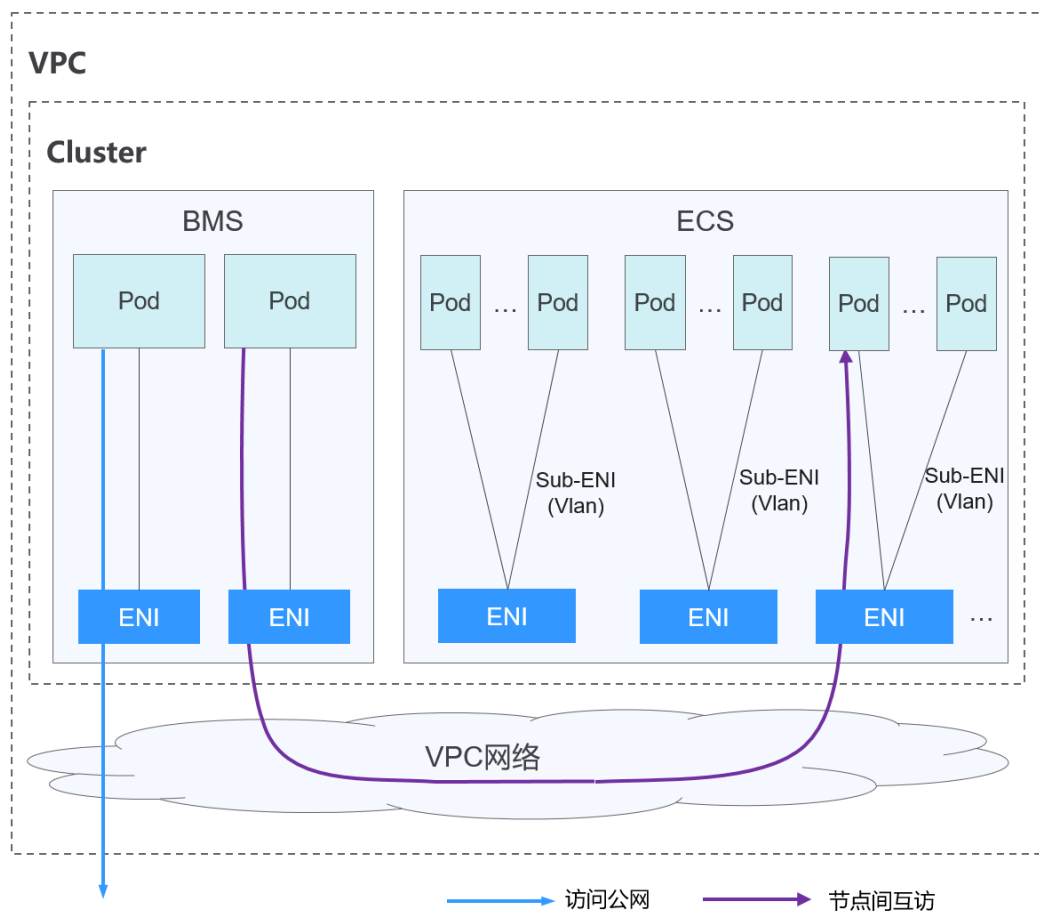 VPC
Cluster
BMS
ECS
Pod
Pod
Pod
…
Pod
Pod
…
Pod
Pod
…
Pod
Sub-ENI
(Vlan)
Sub-ENI
(Vlan)
Sub-ENI
(Vlan)
ENI
ENI
ENI
ENI
ENI
…
VPC网络
访问公网
节点间互访